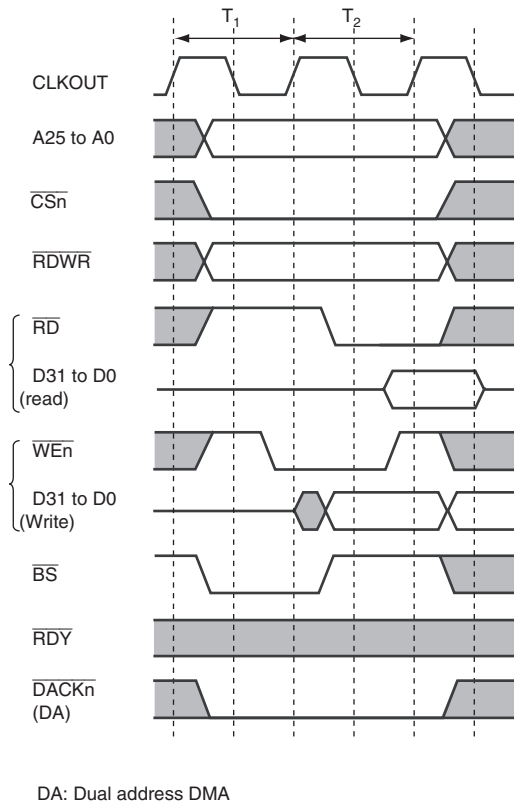 T1 T2
CLKOUT
A25 to A0
CSn
RDWR
RD
D31 to D0
(read)
WEn
D31 to D0
(Write)
BS
RDY
DACKn
(DA)
DA: Dual address DMA